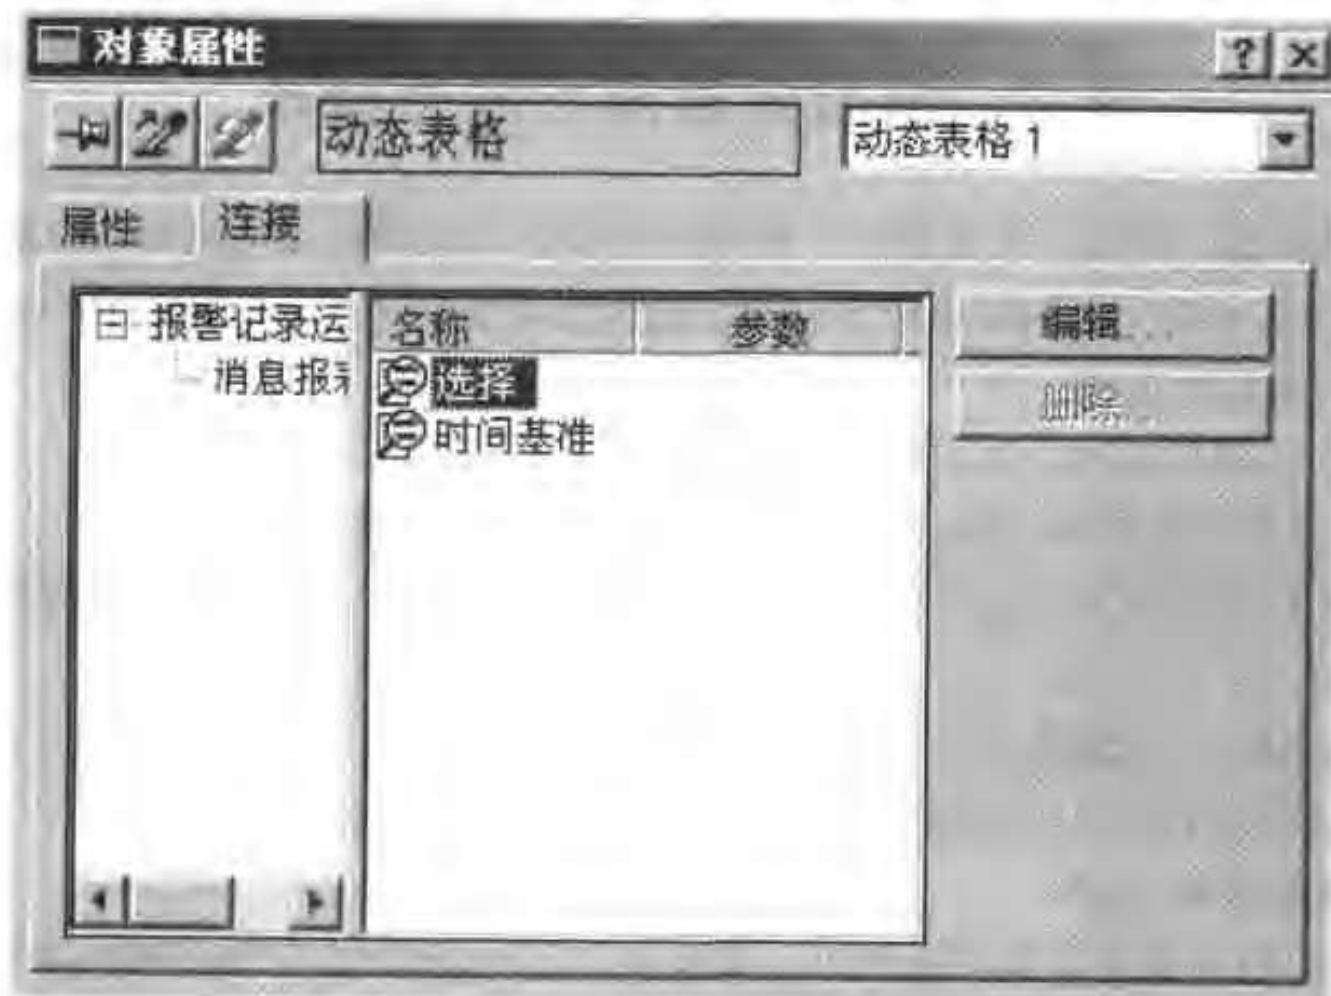 对象属性
动态表格 动态表格1
属性 连接
报警记录运 名称 参数 编辑...
消息报 选择 删除...
时间基准